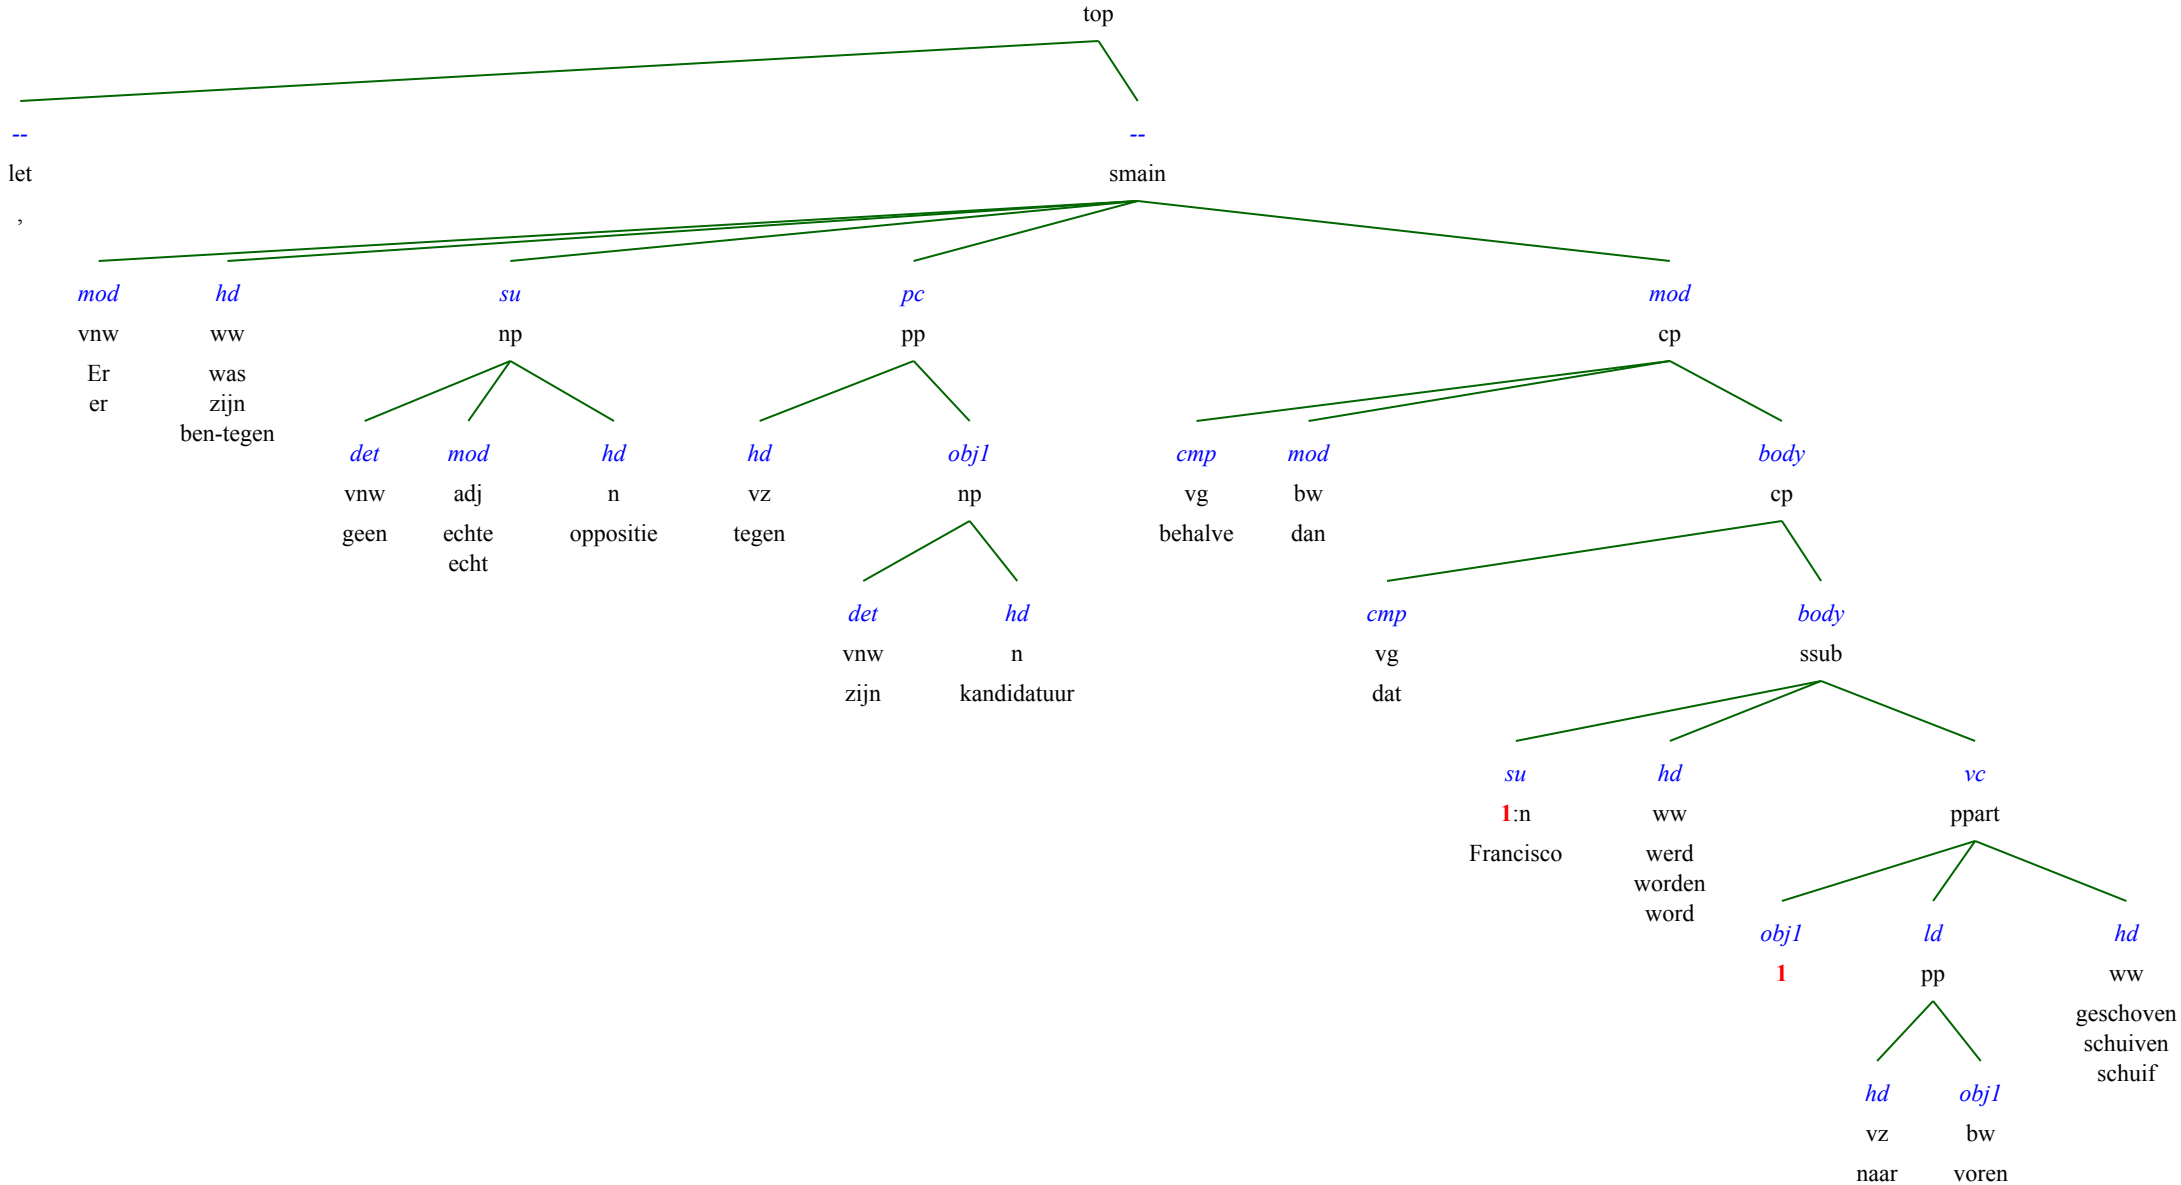 top
-- --
let smain
,
mod hd su pc mod
vnw ww np pp cp
Er was
er zijn
ben-tegen
det mod hd hd obj1 cmp mod body
vnw adj n vz np vg bw cp
geen echte oppositie tegen behalve dan
echt
det hd cmp body
vnw n vg ssub
zijn kandidatuur dat
su hd vc
1:n ww ppart
Francisco werd
worden
word
obj1 ld hd
1 pp ww
geschoven
schuiven
schuif
hd obj1
vz bw
naar voren